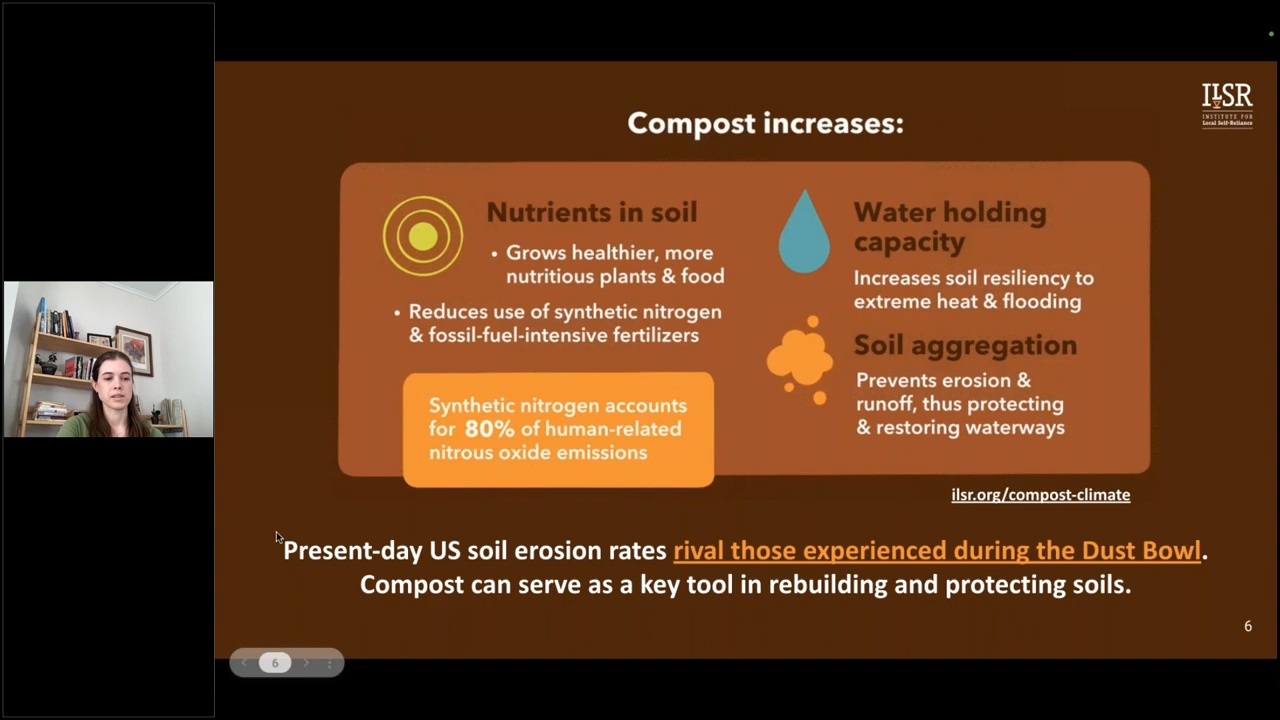 ILSR
INSTITUTE FOR
Local Self-Reliance
Compost increases:
Nutrients in soil
• Grows healthier, more
nutritious plants & food
• Reduces use of synthetic nitrogen
& fossil-fuel-intensive fertilizers
Synthetic nitrogen accounts
for 80% of human-related
nitrous oxide emissions
Water holding
capacity
Increases soil resiliency to
extreme heat & flooding
Soil aggregation
Prevents erosion &
runoff, thus protecting
& restoring waterways
ilsr.org/compost-climate
Present-day US soil erosion rates rival those experienced during the Dust Bowl.
Compost can serve as a key tool in rebuilding and protecting soils.
6
6